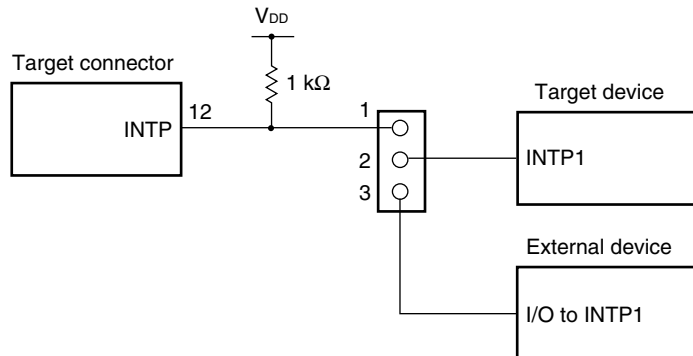 VDD
Target connector
1 kΩ
12
INTP
1
Target device
2
INTP1
3
External device
I/O to INTP1